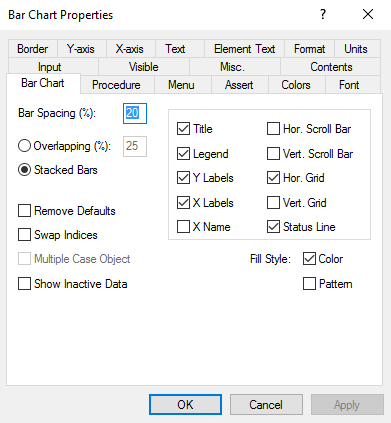 Bar Chart Properties ? ×
Border Y-axis X-axis Text Element Text Format Units
Input Visible Misc. Contents
Bar Chart Procedure Menu Assert Colors Font
Bar Spacing (%): 20
Overlapping (%): 25
Stacked Bars
Remove Defaults
Swap Indices
Multiple Case Object
Show Inactive Data
Title Hor. Scroll Bar
Legend Vert. Scroll Bar
Y Labels Hor. Grid
X Labels Vert. Grid
X Name Status Line
Fill Style: Color
Pattern
OK Cancel Apply